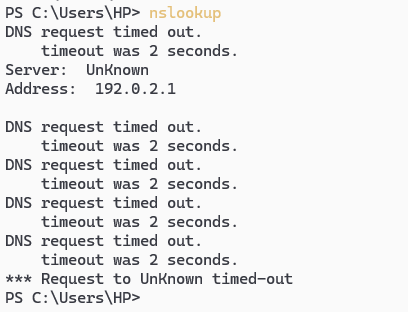 PS C:\Users\HP> nslookup
DNS request timed out.
    timeout was 2 seconds.
Server:  UnKnown
Address:  192.0.2.1

DNS request timed out.
    timeout was 2 seconds.
DNS request timed out.
    timeout was 2 seconds.
DNS request timed out.
    timeout was 2 seconds.
DNS request timed out.
    timeout was 2 seconds.
*** Request to UnKnown timed-out
PS C:\Users\HP>